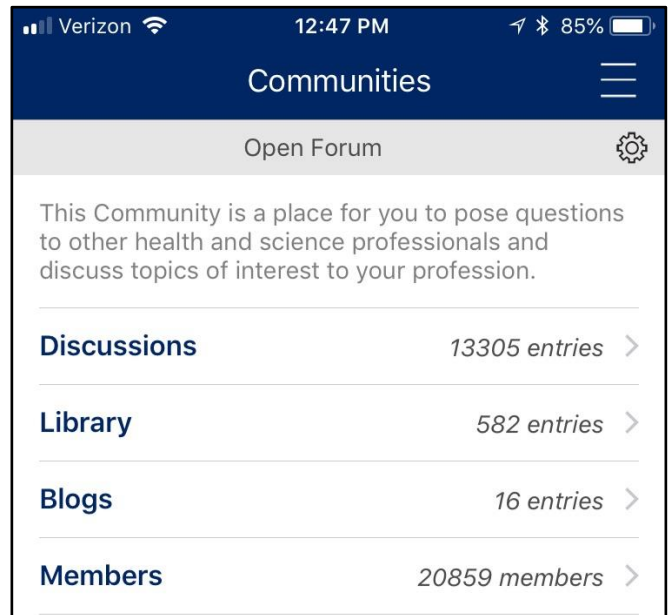 Verizon 12:47 PM 85%
Communities
Open Forum
This Community is a place for you to pose questions
to other health and science professionals and
discuss topics of interest to your profession.
Discussions 13305 entries
Library 582 entries
Blogs 16 entries
Members 20859 members